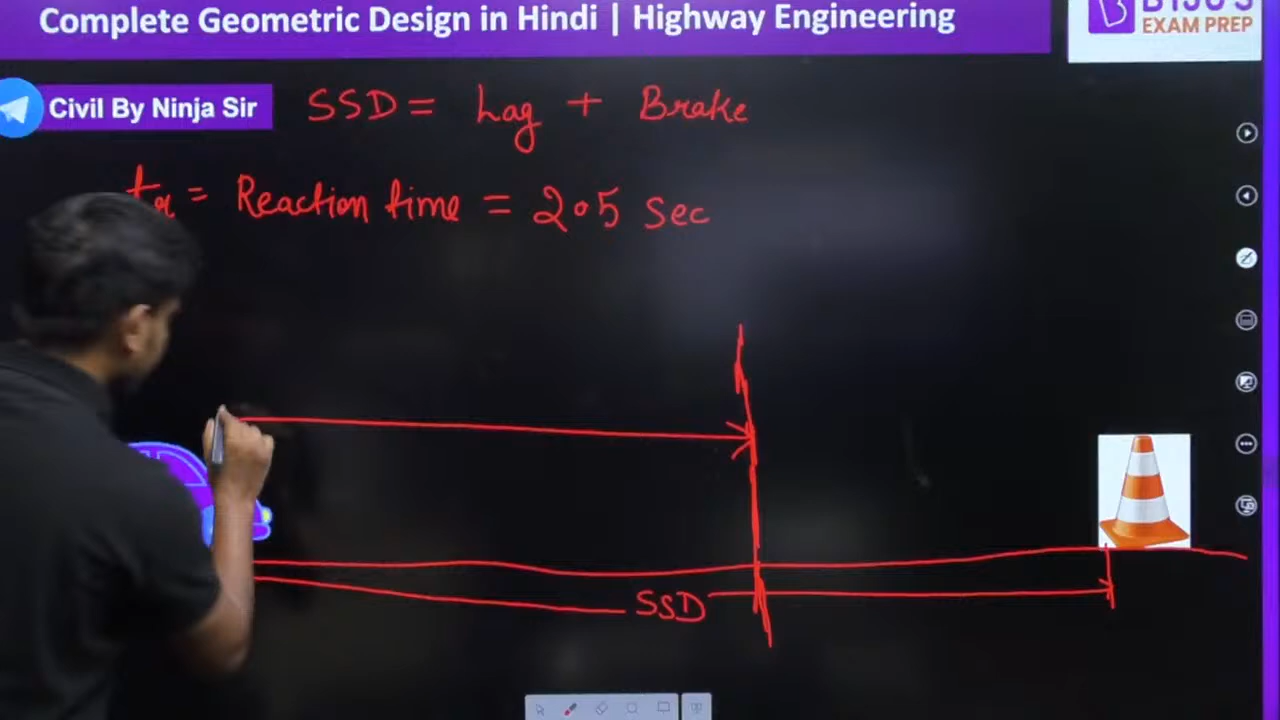 Complete Geometric Design in Hindi | Highway Engineering
BYJU'S
EXAM PREP
Civil By Ninja Sir
SSD = Lag + Brake
tr = Reaction time = 2.5 sec
SSD